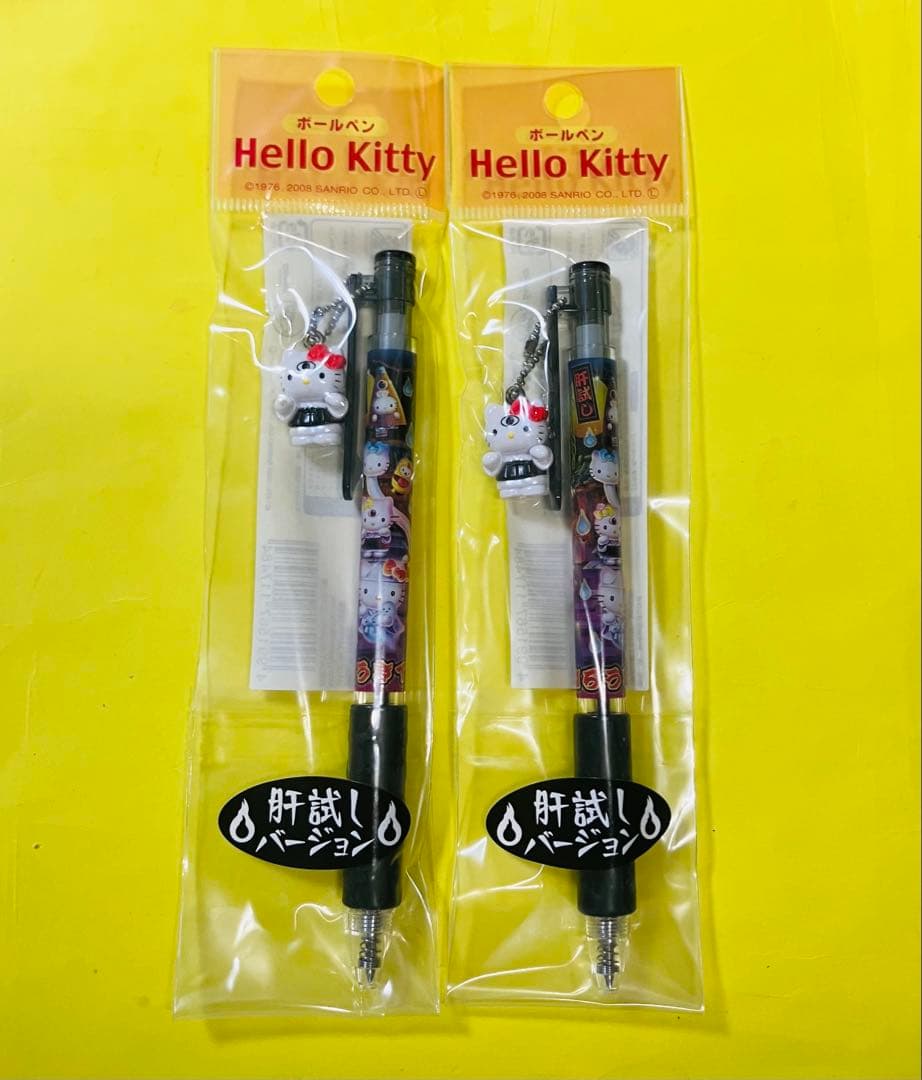 ボールペン
Hello Kitty
©1976, 2008 SANRIO CO., LTD. Ⓛ
肝試し
バージョン
ボールペン
Hello Kitty
©1976, 2008 SANRIO CO., LTD. Ⓛ
肝試し
肝試し
バージョン